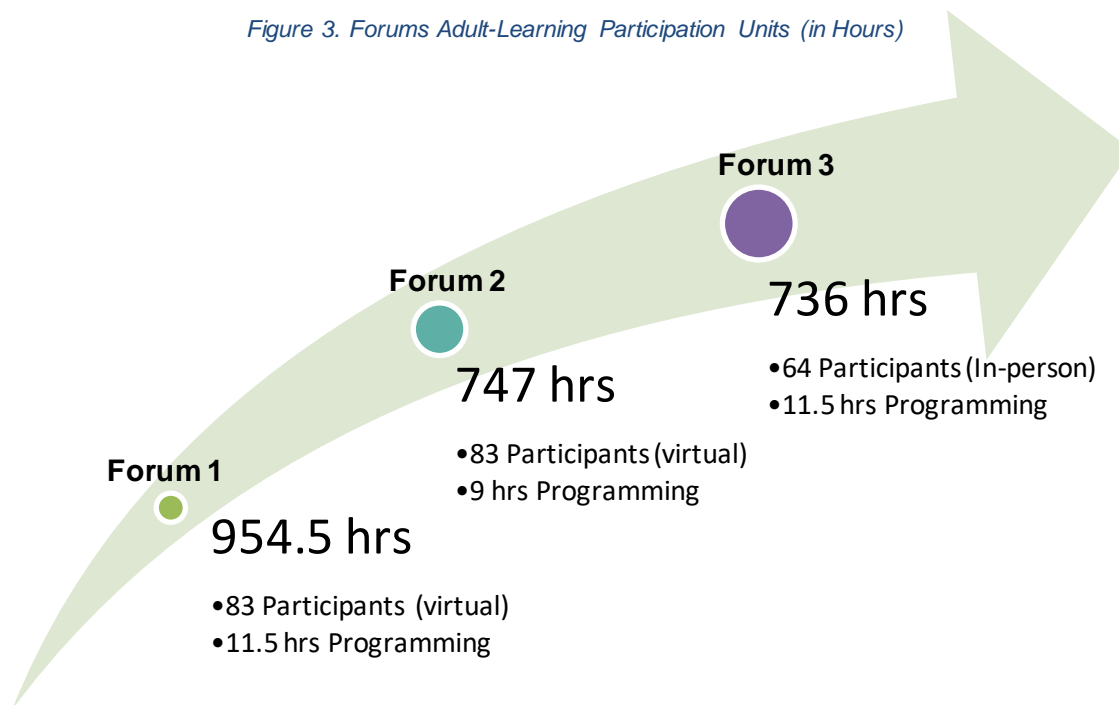 Figure 3. Forums Adult-Learning Participation Units (in Hours)
Forum 1
954.5 hrs
•83 Participants (virtual)
•11.5 hrs Programming
Forum 2
747 hrs
•83 Participants (virtual)
•9 hrs Programming
Forum 3
736 hrs
•64 Participants (In-person)
•11.5 hrs Programming